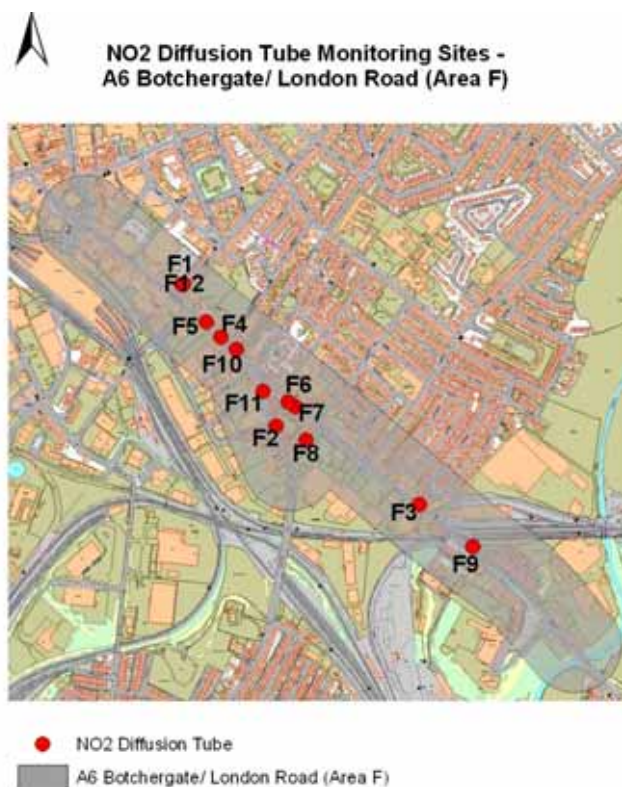 NO2 Diffusion Tube Monitoring Sites -
A6 Botchergate/ London Road (Area F)
F1
F12
F5
F4
F10
F11
F6
F7
F2
F8
F3
F9
NO2 Diffusion Tube
A6 Botchergate/ London Road (Area F)